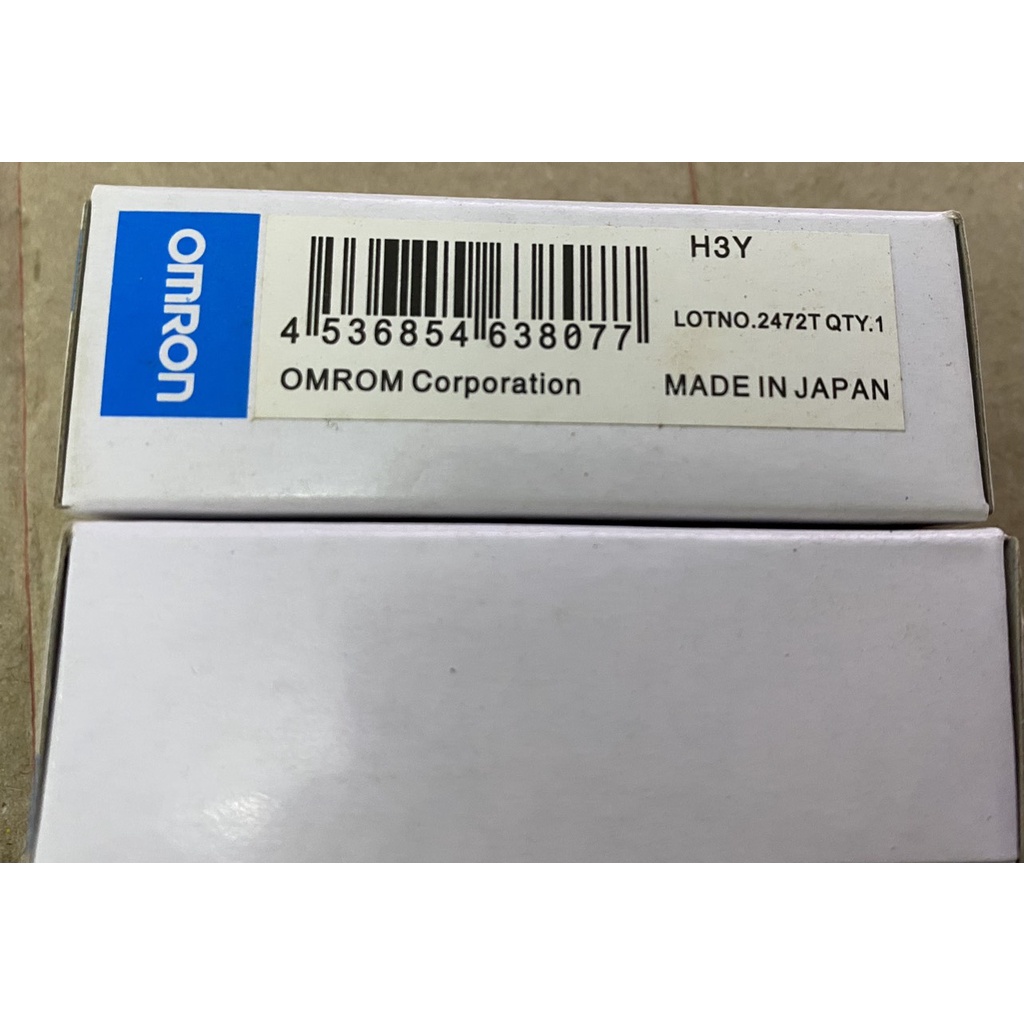 OMRON
H3Y
4 536854 638077
LOTNO.2472T QTY.1
OMROM Corporation
MADE IN JAPAN